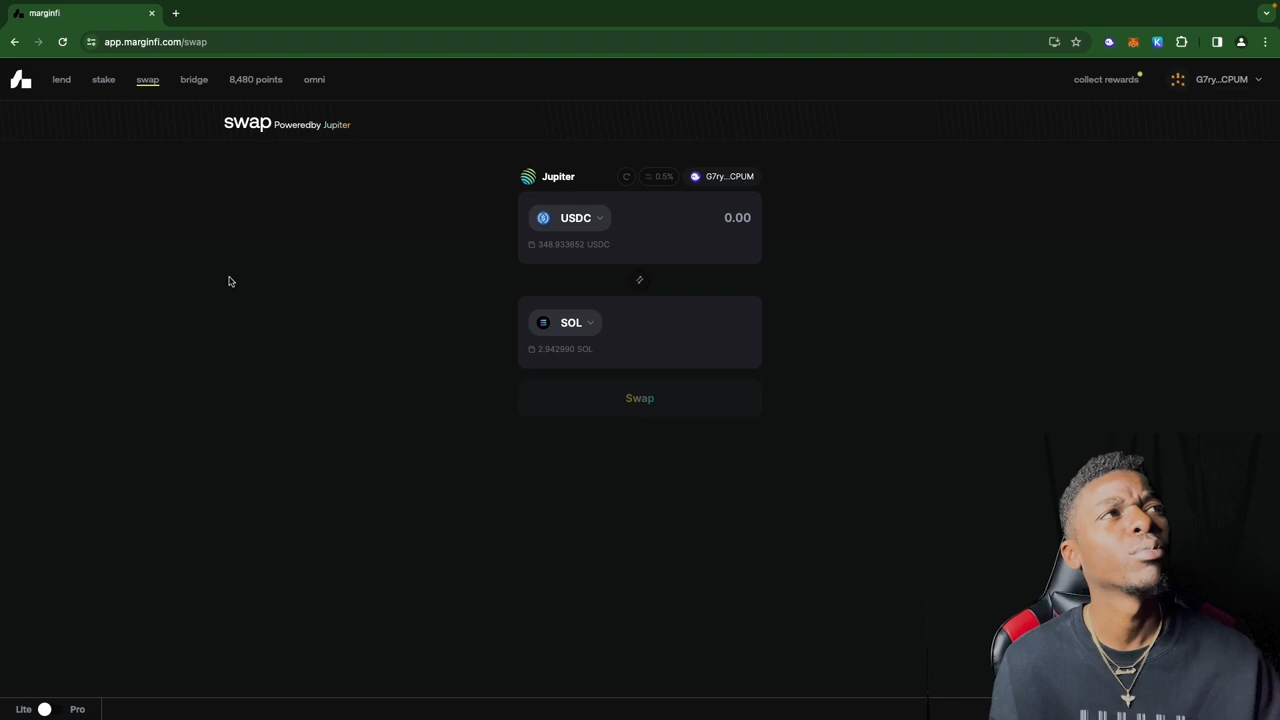 marginfi
app.marginfi.com/swap
lend stake swap bridge 8,480 points omni collect rewards G7ry...CPUM
swap Powered by Jupiter
Jupiter 0.5% G7ry...CPUM
USDC 0.00
348.933652 USDC
SOL
2.942990 SOL
Swap
Lite Pro